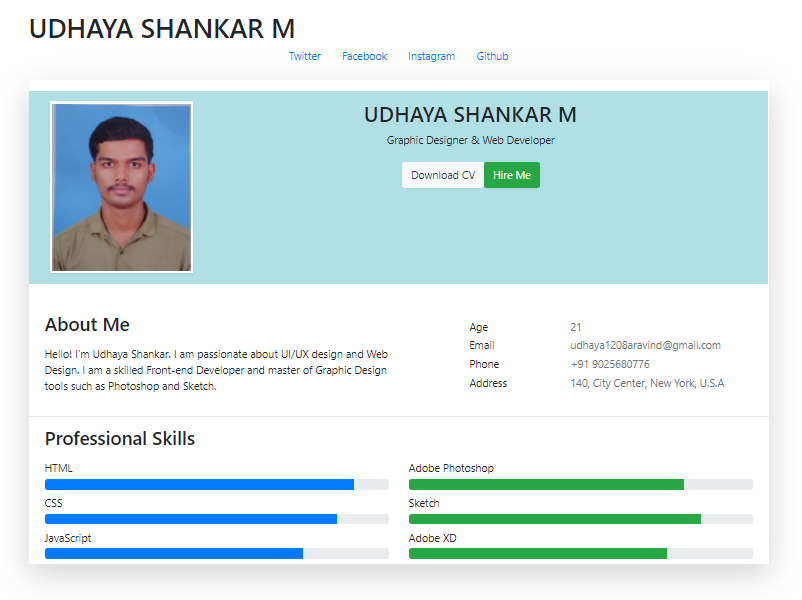 UDHAYA SHANKAR M
Twitter Facebook Instagram Github
UDHAYA SHANKAR M
Graphic Designer & Web Developer
Download CV Hire Me
About Me
Hello! I'm Udhaya Shankar. I am passionate about UI/UX design and Web
Design. I am a skilled Front-end Developer and master of Graphic Design
tools such as Photoshop and Sketch.
Age 21
Email udhaya1208aravind@gmail.com
Phone +91 9025680776
Address 140, City Center, New York, U.S.A
Professional Skills
HTML
CSS
JavaScript
Adobe Photoshop
Sketch
Adobe XD